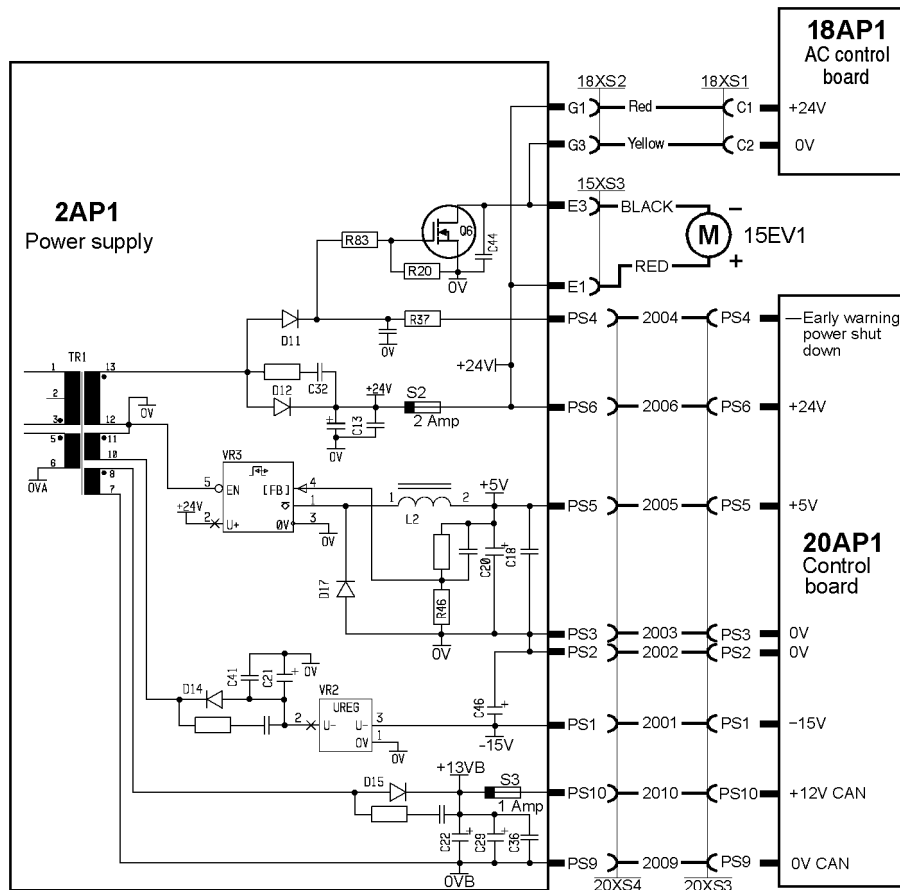 18AP1
AC control
board
18XS2
18XS1
G1
Red
C1
+24V
G3
Yellow
C2
0V
2AP1
Power supply
15XS3
E3
BLACK
M
15EV1
RED
E1
R83
Q6
C44
R20
0V
D11
R37
0V
PS4
2004
PS4
Early warning
power shut
down
TR1
1
13
2
3
12
5
11
10
6
8
7
0V
0VA
D12
C32
+24V
C13
0V
S2
2 Amp
+24V
PS6
2006
PS6
+24V
VR3
5
EN
[FB]
4
1
+24V
2
U+
0V
3
0V
1
2
L2
+5V
PS5
2005
PS5
+5V
20AP1
Control
board
C20
C18
D17
R46
0V
PS3
2003
PS3
0V
PS2
2002
PS2
0V
C41
C21
0V
D14
VR2
UREG
2
U-
U-
3
0V
1
0V
C46
-15V
PS1
2001
PS1
−15V
+13VB
D15
S3
1 Amp
PS10
2010
PS10
+12V CAN
C22
C29
C36
0VB
PS9
2009
PS9
0V CAN
20XS4
20XS3